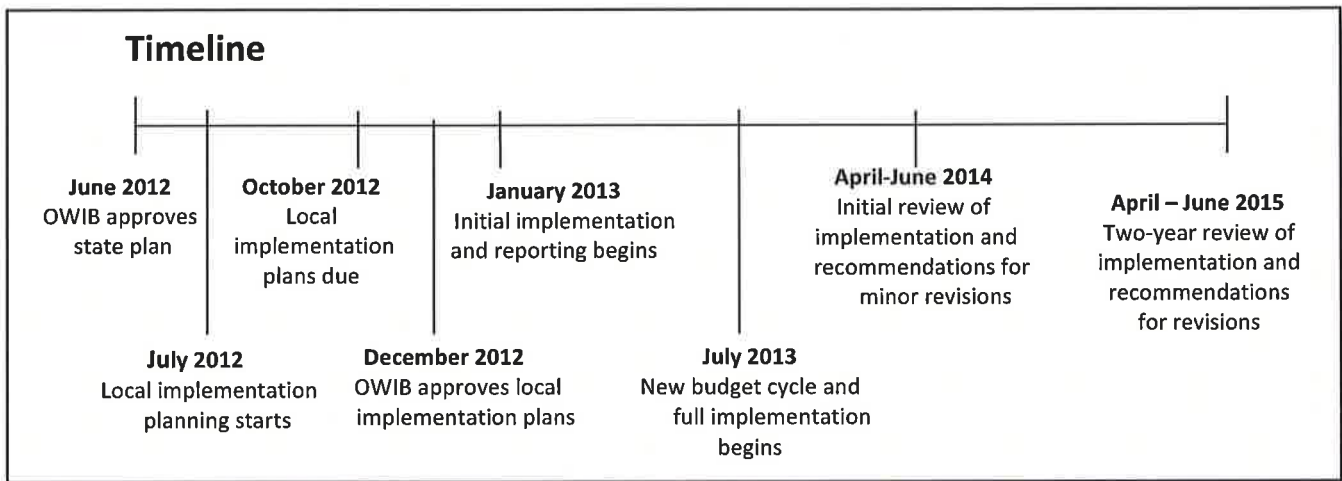 Timeline
June 2012
OWIB approves
state plan
October 2012
Local
implementation
plans due
January 2013
Initial implementation
and reporting begins
April-June 2014
Initial review of
implementation and
recommendations for
minor revisions
April – June 2015
Two-year review of
implementation and
recommendations
for revisions
July 2012
Local implementation
planning starts
December 2012
OWIB approves local
implementation plans
July 2013
New budget cycle and
full implementation
begins